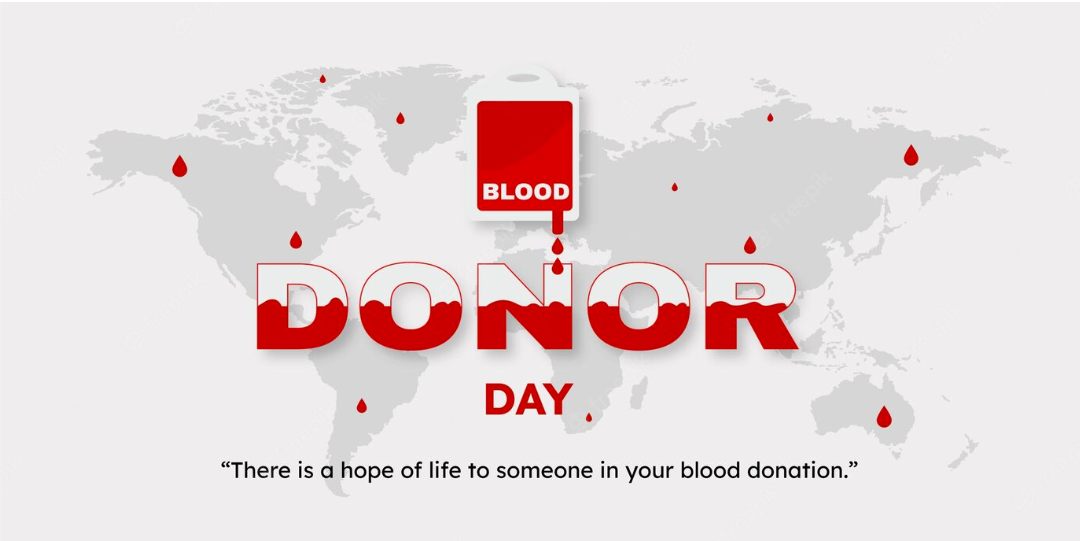 BLOOD
DONOR
DAY
“There is a hope of life to someone in your blood donation.”